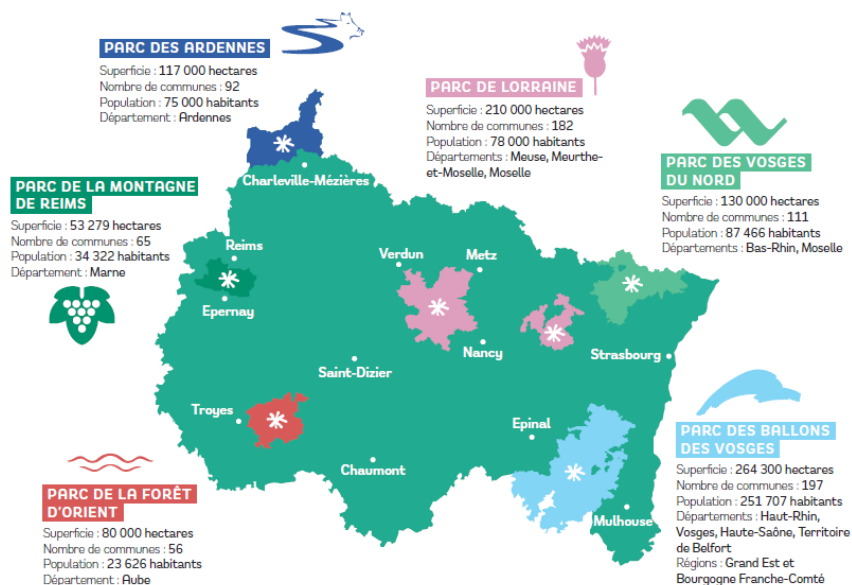 PARC DES ARDENNES
Superficie : 117 000 hectares
Nombre de communes : 92
Population : 75 000 habitants
Département : Ardennes
PARC DE LORRAINE
Superficie : 210 000 hectares
Nombre de communes : 182
Population : 78 000 habitants
Départements : Meuse, Meurthe-
et-Moselle, Moselle
PARC DES VOSGES
DU NORD
Superficie : 130 000 hectares
Nombre de communes : 111
Population : 87 466 habitants
Départements : Bas-Rhin, Moselle
PARC DE LA MONTAGNE
DE REIMS
Superficie : 53 279 hectares
Nombre de communes : 65
Population : 34 322 habitants
Département : Marne
Charleville-Mézières
Reims
Verdun
Metz
Epernay
Nancy
Strasbourg
Saint-Dizier
Troyes
Epinal
Chaumont
Mulhouse
PARC DES BALLONS
DES VOSGES
Superficie : 264 300 hectares
Nombre de communes : 197
Population : 251 707 habitants
Départements : Haut-Rhin,
Vosges, Haute-Saône, Territoire
de Belfort
Régions : Grand Est et
Bourgogne Franche-Comté
PARC DE LA FORÊT
D'ORIENT
Superficie : 80 000 hectares
Nombre de communes : 56
Population : 23 626 habitants
Département : Aube